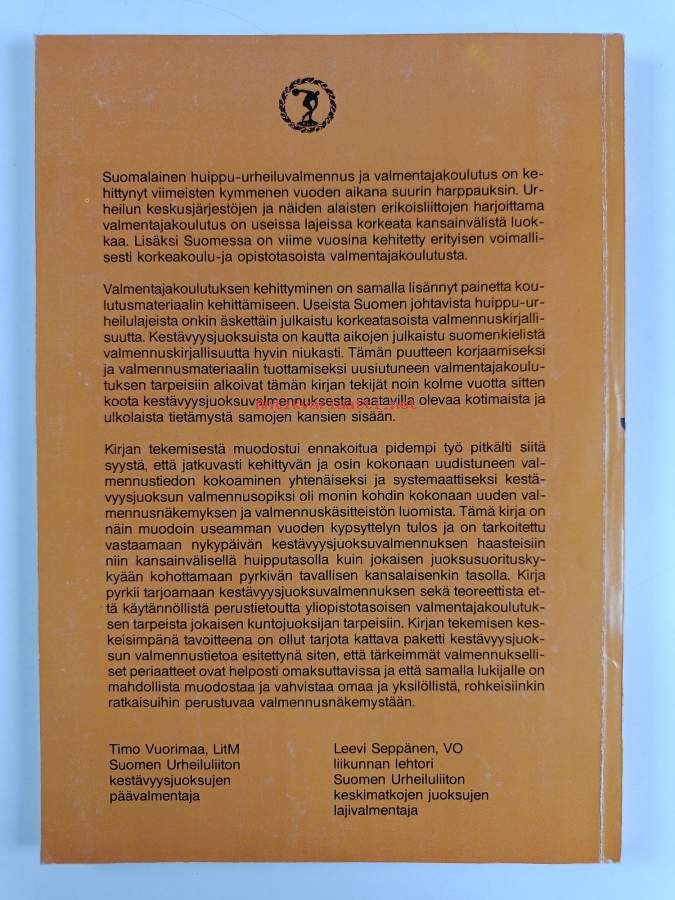 Suomalainen huippu-urheiluvalmennus ja valmentajakoulutus on ke-
hittynyt viimeisten kymmenen vuoden aikana suurin harppauksin. Ur-
heilun keskusjärjestöjen ja näiden alaisten erikoisliittojen harjoittama
valmentajakoulutus on useissa lajeissa korkeata kansainvälistä luok-
kaa. Lisäksi Suomessa on viime vuosina kehitetty erityisen voimalli-
sesti korkeakoulu-ja opistotasoista valmentajakoulutusta.
Valmentajakoulutuksen kehittyminen on samalla lisännyt painetta kou-
lutusmateriaalin kehittämiseen. Useista Suomen johtavista huippu-ur-
heilulajeista onkin äskettäin julkaistu korkeatasoista valmennuskirjalli-
suutta. Kestävyysjuoksuista on kautta aikojen julkaistu suomenkielistä
valmennuskirjallisuutta hyvin niukasti. Tämän puutteen korjaamiseksi
ja valmennusmateriaalin tuottamiseksi uusiutuneen valmentajakoulu-
tuksen tarpeisiin alkoivat tämän kirjan tekijät noin kolme vuotta sitten
koota kestävyysjuoksuvalmennuksesta saatavilla olevaa kotimaista ja
Antikvariaatti.net
ulkolaista tietämystä samojen kansien sisään.
Kirjan tekemisestä muodostui ennakoitua pidempi työ pitkälti siitä
syystä, että jatkuvasti kehittyvän ja osin kokonaan uudistuneen val-
mennustiedon kokoaminen yhtenäiseksi ja systemaattiseksi kestä-
vyysjuoksun valmennusopiksi oli monin kohdin kokonaan uuden val-
mennusnäkemyksen ja valmennuskäsitteistön luomista. Tämä kirja on
näin muodoin useamman vuoden kypsyttelyn tulos ja on tarkoitettu
vastaamaan nykypäivän kestävyysjuoksuvalmennuksen haasteisiin
niin kansainvälisellä huipputasolla kuin jokaisen juoksusuoritusky-
kyään kohottamaan pyrkivän tavallisen kansalaisenkin tasolla. Kirja
pyrkii tarjoamaan kestävyysjuoksuvalmennuksen sekä teoreettista et-
tä käytännöllistä perustietoutta yliopistotasoisen valmentajakoulutuk-
sen tarpeista jokaisen kuntojuoksijan tarpeisiin. Kirjan tekemisen kes-
keisimpänä tavoitteena on ollut tarjota kattava paketti kestävyysjuok-
sun valmennustietoa esitettynä siten, että tärkeimmät valmennukselli-
set periaatteet ovat helposti omaksuttavissa ja että samalla lukijalle on
mahdollista muodostaa ja vahvistaa omaa ja yksilöllistä, rohkeisiinkin
ratkaisuihin perustuvaa valmennusnäkemystään.
Timo Vuorimaa, LitM
Suomen Urheiluliiton
kestävyysjuoksujen
päävalmentaja
Leevi Seppänen, VO
liikunnan lehtori
Suomen Urheiluliiton
keskimatkojen juoksujen
lajivalmentaja